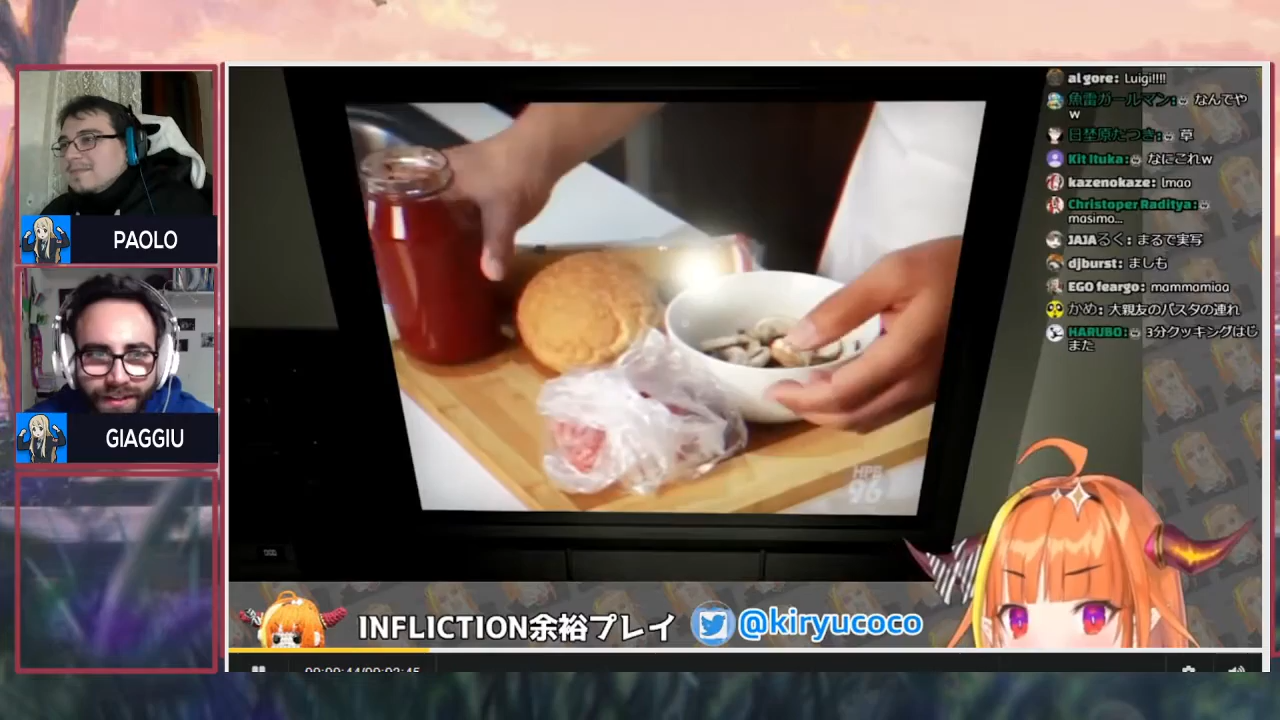 PAOLO
GIAGGIU
al gore: Luigi!!!!
魚雷ガールマン: なんでや
w
日埜原たつき: 草
Kit Ituka: なにこれw
kazenokaze: lmao
Christoper Raditya:
masimo...
JAJAるく: まるで実写
djburst: ましも
EGO feargo: mammamiaa
かめ: 大親友のパスタの連れ
HARUBO: 3分クッキングはじ
また
HPS
96
INFLICTION余裕プレイ
@kiryucoco